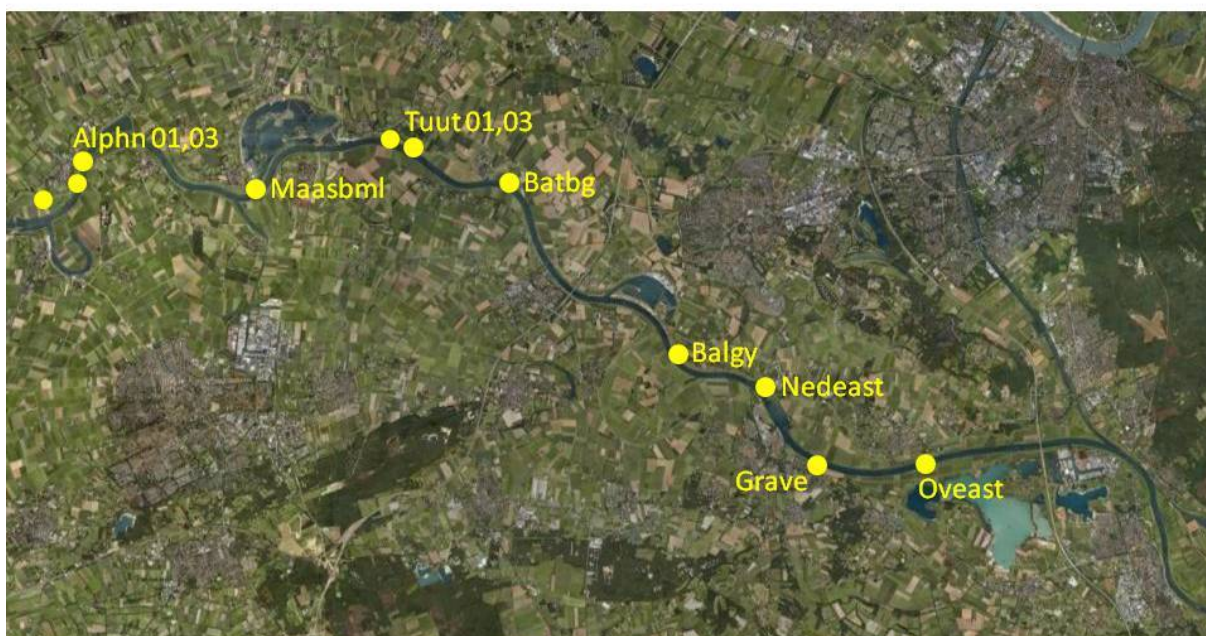 Tuut 01,03
Alphn 01,03
Batbg
Maasbml
Balgy
Nedeast
Grave
Oveast